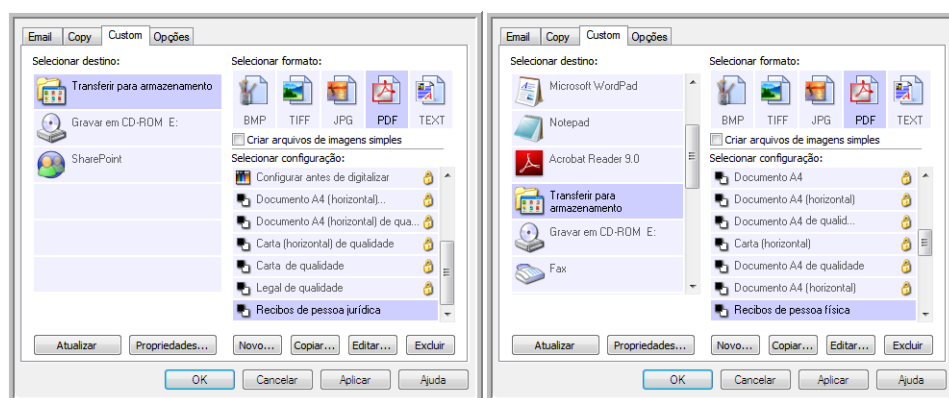 Email Copy Custom Opções
Selecionar destino:
Transferir para armazenamento
Gravar em CD-ROM E:
SharePoint
Selecionar formato:
BMP TIFF JPG PDF TEXT
Criar arquivos de imagens simples
Selecionar configuração:
Configurar antes de digitalizar
Documento A4 (horizontal)...
Documento A4 (horizontal) de qua...
Carta (horizontal) de qualidade
Carta de qualidade
Legal de qualidade
Recibos de pessoa jurídica
Atualizar Propriedades... Novo... Copiar... Editar... Excluir
OK Cancelar Aplicar Ajuda
Email Copy Custom Opções
Selecionar destino:
Microsoft WordPad
Notepad
Acrobat Reader 9.0
Transferir para
armazenamento
Gravar em CD-ROM E:
Fax
Selecionar formato:
BMP TIFF JPG PDF TEXT
Criar arquivos de imagens simples
Selecionar configuração:
Documento A4
Documento A4 (horizontal)
Documento A4 de qualid...
Carta (horizontal)
Documento A4 de qualidade
Documento A4 (horizontal)
Recibos de pessoa física
Atualizar Propriedades... Novo... Copiar... Editar... Excluir
OK Cancelar Aplicar Ajuda